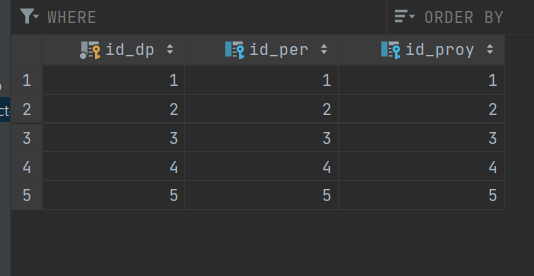 WHERE ORDER BY
id_dp id_per id_proy
1 1 1 1
2 2 2 2
ct
3 3 3 3
4 4 4 4
5 5 5 5